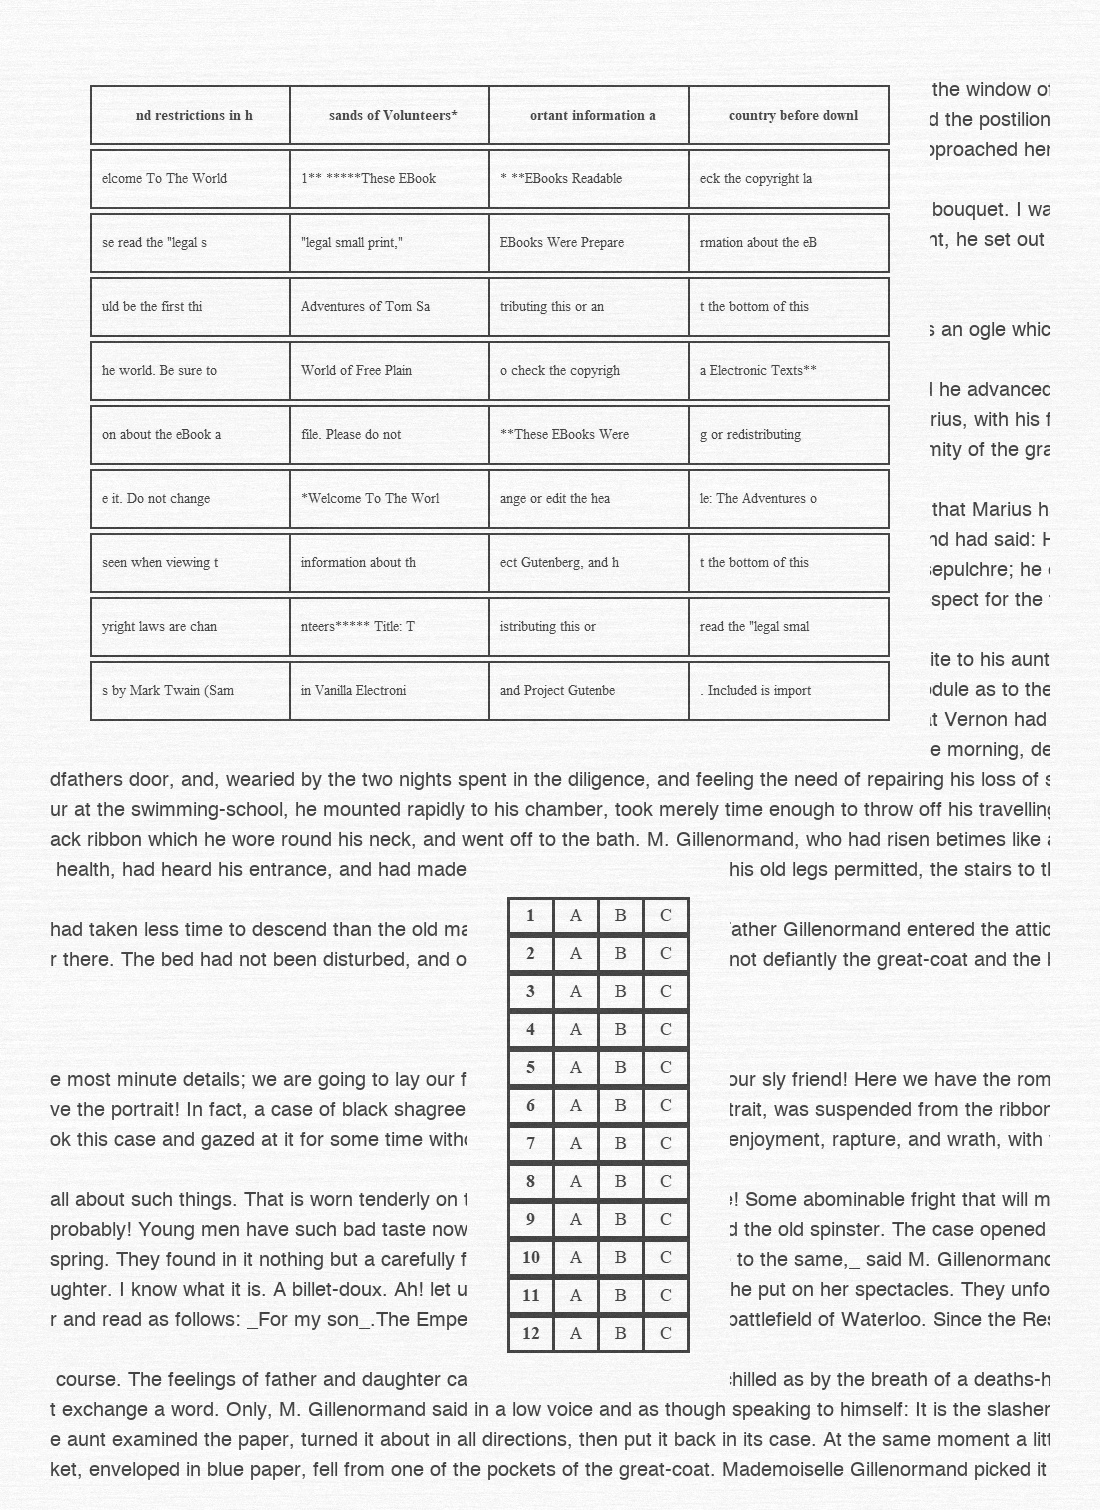 nd restrictions in h sands of Volunteers* ortant information a country before downl
elcome To The World 1** *****These EBook * **EBooks Readable eck the copyright la
se read the "legal s "legal small print," EBooks Were Prepare rmation about the eB
uld be the first thi Adventures of Tom Sa tributing this or an t the bottom of this
he world. Be sure to World of Free Plain o check the copyrigh a Electronic Texts**
on about the eBook a file. Please do not **These EBooks Were g or redistributing
e it. Do not change *Welcome To The Worl ange or edit the hea le: The Adventures o
seen when viewing t information about th ect Gutenberg, and h t the bottom of this
yright laws are chan nteers***** Title: T istributing this or read the "legal smal
s by Mark Twain (Sam in Vanilla Electroni and Project Gutenbe . Included is import
the window of
d the postilion
pproached her
bouquet. I wa
nt, he set out
s an ogle whic
he advanced
rius, with his f
mity of the gra
that Marius h
nd had said: H
sepulchre; he
spect for the
ite to his aunt
odule as to the
at Vernon had
e morning, de
dfathers door, and, wearied by the two nights spent in the diligence, and feeling the need of repairing his loss of s
ur at the swimming-school, he mounted rapidly to his chamber, took merely time enough to throw off his travelling
ack ribbon which he wore round his neck, and went off to the bath. M. Gillenormand, who had risen betimes like a
health, had heard his entrance, and had made his old legs permitted, the stairs to th
had taken less time to descend than the old ma ather Gillenormand entered the attic
r there. The bed had not been disturbed, and o not defiantly the great-coat and the
e most minute details; we are going to lay our f our sly friend! Here we have the rom
ve the portrait! In fact, a case of black shagree trait, was suspended from the ribbon
ok this case and gazed at it for some time witho enjoyment, rapture, and wrath, with
all about such things. That is worn tenderly on t e! Some abominable fright that will m
probably! Young men have such bad taste now d the old spinster. The case opened
spring. They found in it nothing but a carefully f to the same,_ said M. Gillenormand
ughter. I know what it is. A billet-doux. Ah! let u he put on her spectacles. They unfo
r and read as follows: _For my son_.The Empe battlefield of Waterloo. Since the Res
course. The feelings of father and daughter ca chilled as by the breath of a deaths-h
1 A B C
2 A B C
3 A B C
4 A B C
5 A B C
6 A B C
7 A B C
8 A B C
9 A B C
10 A B C
11 A B C
12 A B C
t exchange a word. Only, M. Gillenormand said in a low voice and as though speaking to himself: It is the slasher
e aunt examined the paper, turned it about in all directions, then put it back in its case. At the same moment a litt
ket, enveloped in blue paper, fell from one of the pockets of the great-coat. Mademoiselle Gillenormand picked it